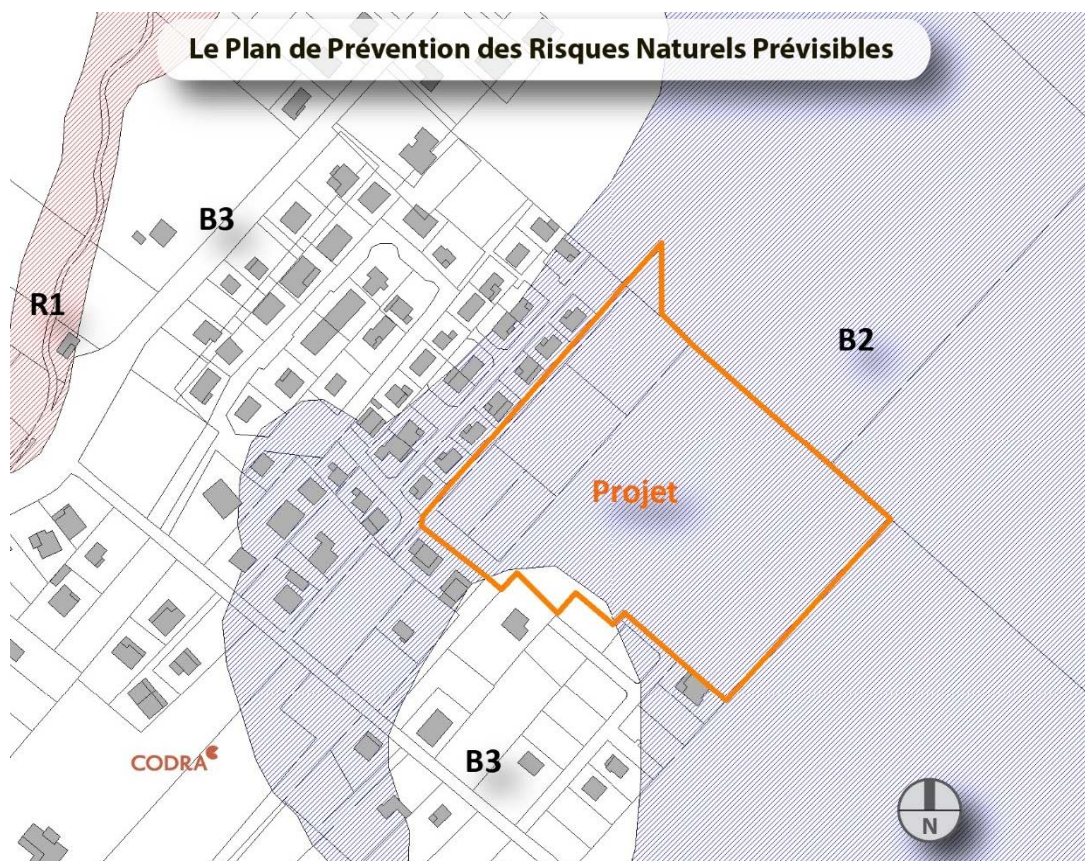 Le Plan de Prévention des Risques Naturels Prévisibles
B3
R1
B2
Projet
B3
CODRA
N